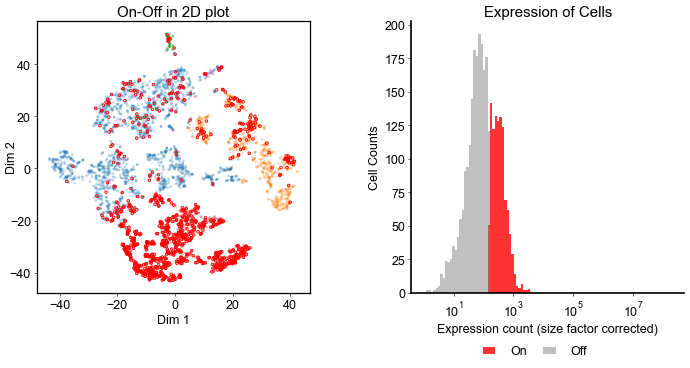 On-Off in 2D plot
Dim 2
40
20
0
−20
−40
−40 −20 0 20 40
Dim 1
Expression of Cells
Cell Counts
200
175
150
125
100
75
50
25
0
10^1 10^3 10^5 10^7
Expression count (size factor corrected)
On Off